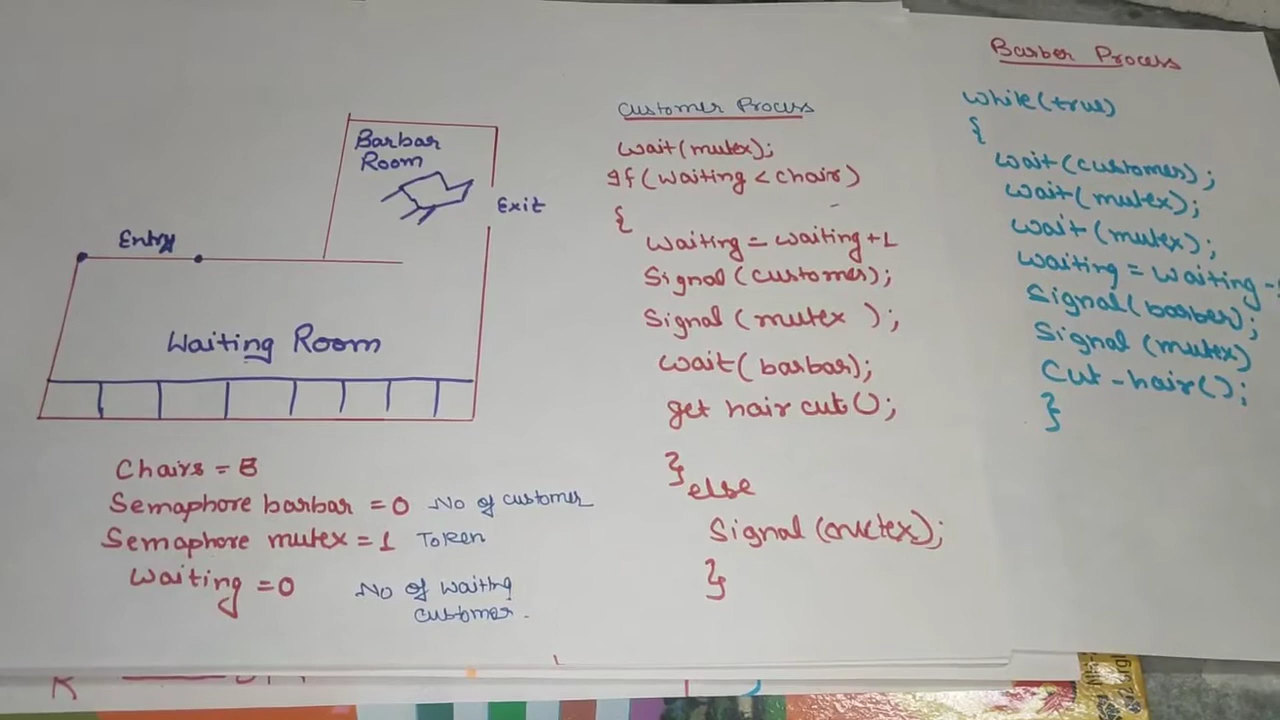 Barbar
Room
Exit
Entry
Waiting Room
Chairs = 8
Semaphore barbar = 0 No of customer
Semaphore mutex = 1 Token
Waiting = 0 No of waiting
customer.
Customer Process
wait(mutex);
If (waiting < chair)
{
waiting = waiting + 1
Signal (customer);
Signal (mutex );
wait( barbar);
get hair cut();
}
else
Signal (mutex);
}
Barber Process
while(true)
{
wait(customer);
wait(mutex);
wait (mutex);
waiting = waiting -
Signal(barber);
Signal (mutex)
Cut-hair();
}